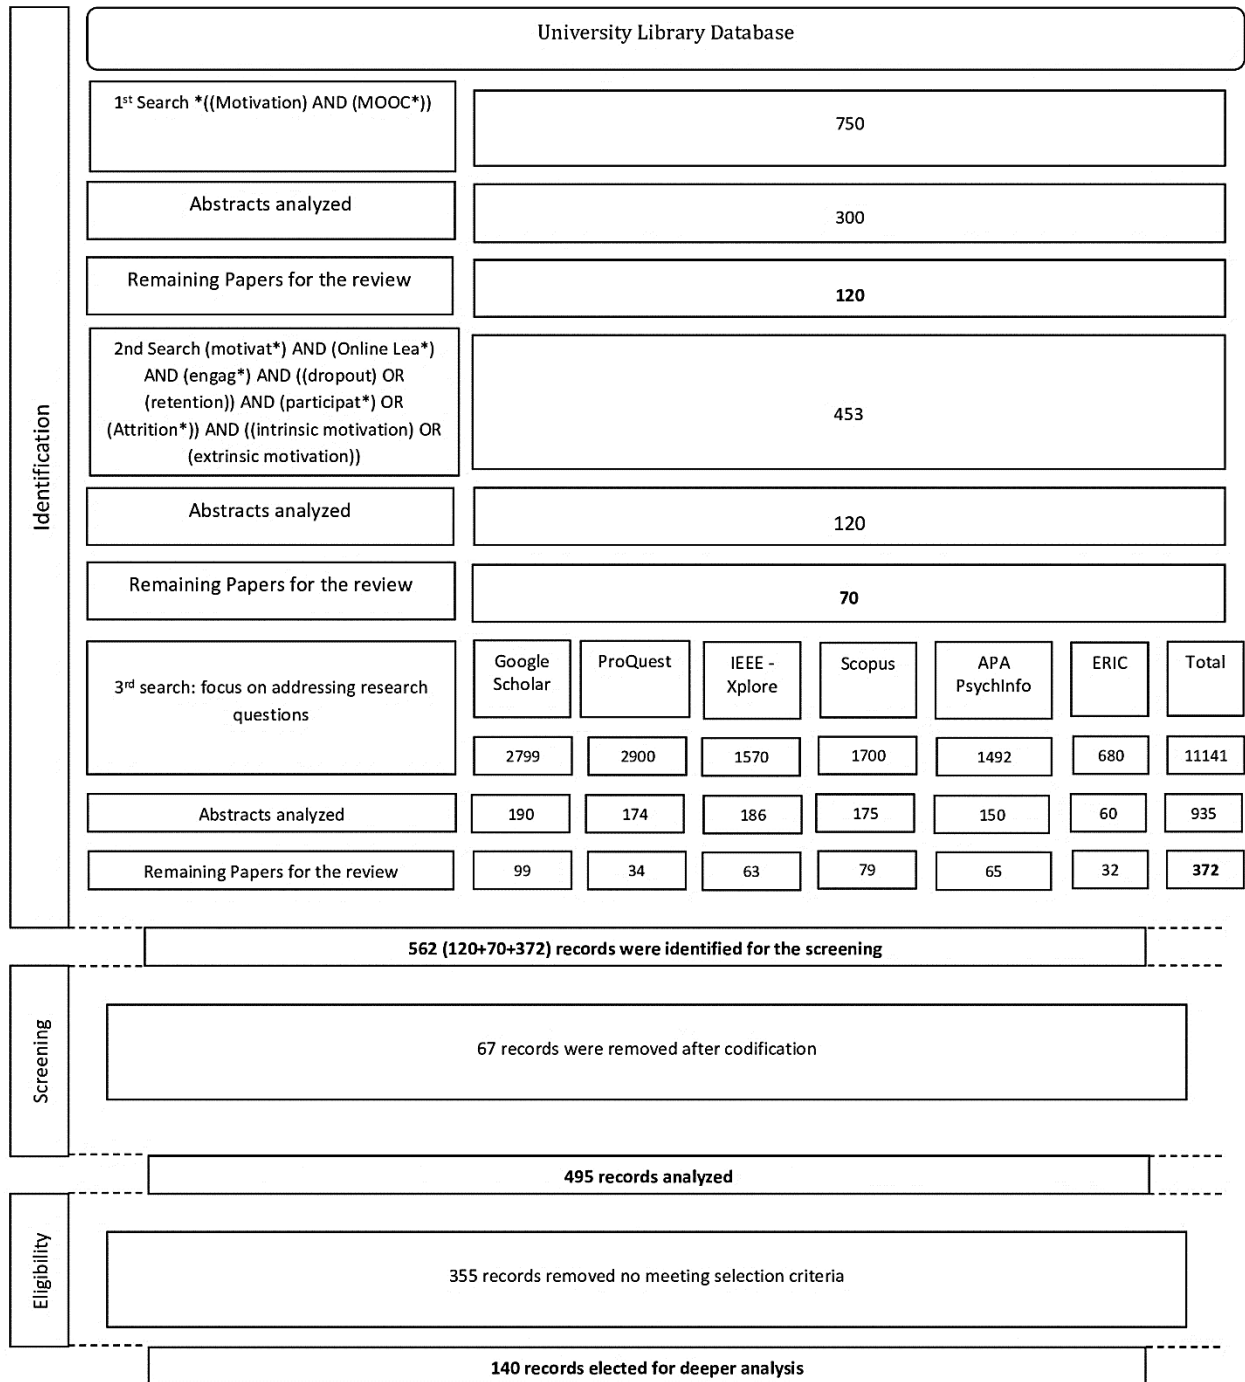 University Library Database
1st Search *((Motivation) AND (MOOC*))
750
Abstracts analyzed
300
Remaining Papers for the review
120
2nd Search (motivat*) AND (Online Lea*)
AND (engag*) AND ((dropout) OR
(retention)) AND (participat*) OR
(Attrition*)) AND ((intrinsic motivation) OR
(extrinsic motivation))
453
Abstracts analyzed
120
Remaining Papers for the review
70
Identification
3rd search: focus on addressing research
questions
Google
Scholar
ProQuest
IEEE -
Xplore
Scopus
APA
PsychInfo
ERIC
Total
2799
2900
1570
1700
1492
680
11141
Abstracts analyzed
190
174
186
175
150
60
935
Remaining Papers for the review
99
34
63
79
65
32
372
562 (120+70+372) records were identified for the screening
Screening
67 records were removed after codification
495 records analyzed
Eligibility
355 records removed no meeting selection criteria
140 records elected for deeper analysis